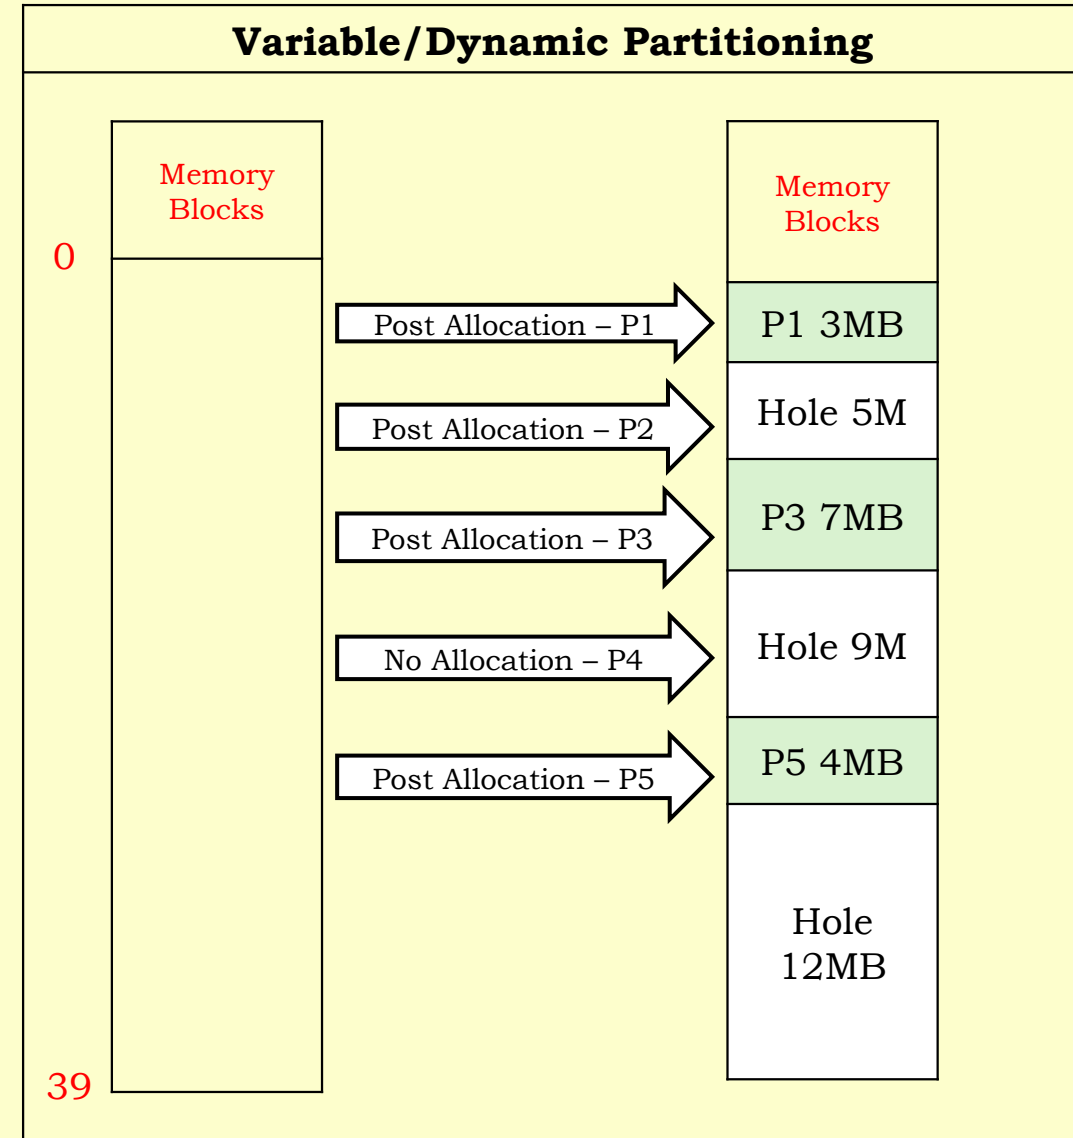 Variable/Dynamic Partitioning
Memory
Blocks
Memory
Blocks
0
Post Allocation – P1
P1 3MB
Post Allocation – P2
Hole 5M
Post Allocation – P3
P3 7MB
No Allocation – P4
Hole 9M
Post Allocation – P5
P5 4MB
Hole
12MB
39